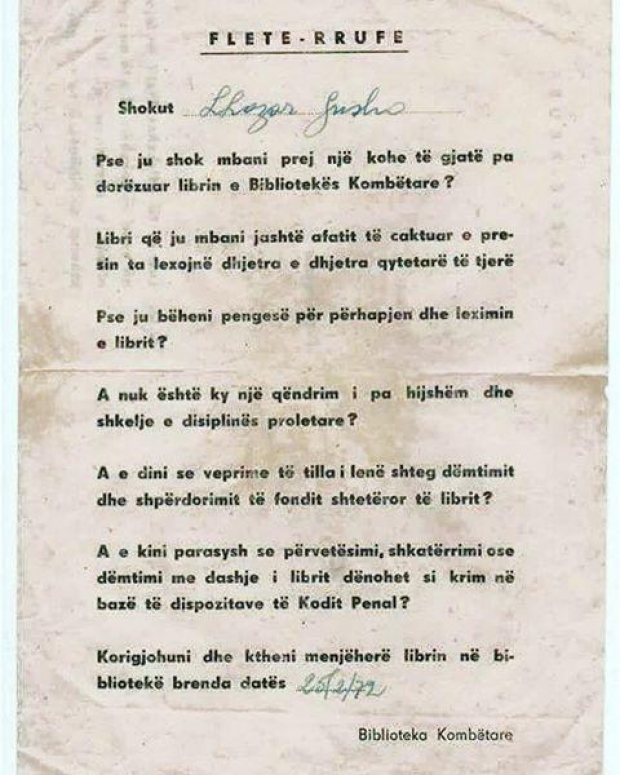 FLETE-RRUFE
Shokut Llazar Gusho
Pse ju shok mbani prej një kohe të gjatë pa
dorëzuar librin e Bibliotekës Kombëtare?
Libri që ju mbani jashtë afatit të caktuar e pre-
sin ta lexojnë dhjetra e dhjetra qytetarë të tjerë
Pse ju bëheni pengesë për përhapjen dhe leximin
e librit?
A nuk është ky një qëndrim i pa hijshëm dhe
shkelje e disiplinës proletare?
A e dini se veprime të tilla i lenë shteg dëmtimit
dhe shpërdorimit të fondit shtetëror të librit?
A e kini parasysh se përvetësimi, shkatërrimi ose
dëmtimi me dashje i librit dënohet si krim në
bazë të dispozitave të Kodit Penal?
Korigjohuni dhe ktheni menjëherë librin në bi-
bliotekë brenda datës 25/2/72
Biblioteka Kombëtare